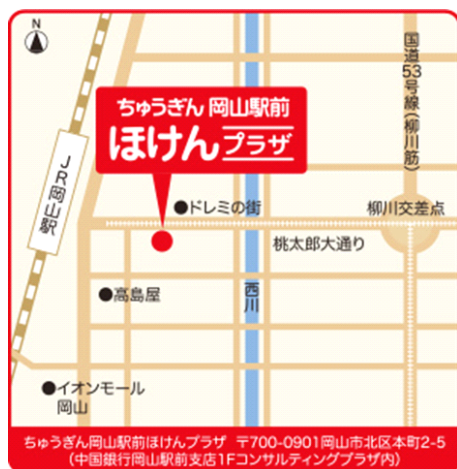 N
国道53号線（柳川筋）
ちゅうぎん 岡山駅前
ほけんプラザ
JR岡山駅
●ドレミの街
柳川交差点
桃太郎大通り
●高島屋
西川
●イオンモール
岡山
ちゅうぎん岡山駅前ほけんプラザ 〒700-0901岡山市北区本町2-5
（中国銀行岡山駅前支店1Fコンサルティングプラザ内）